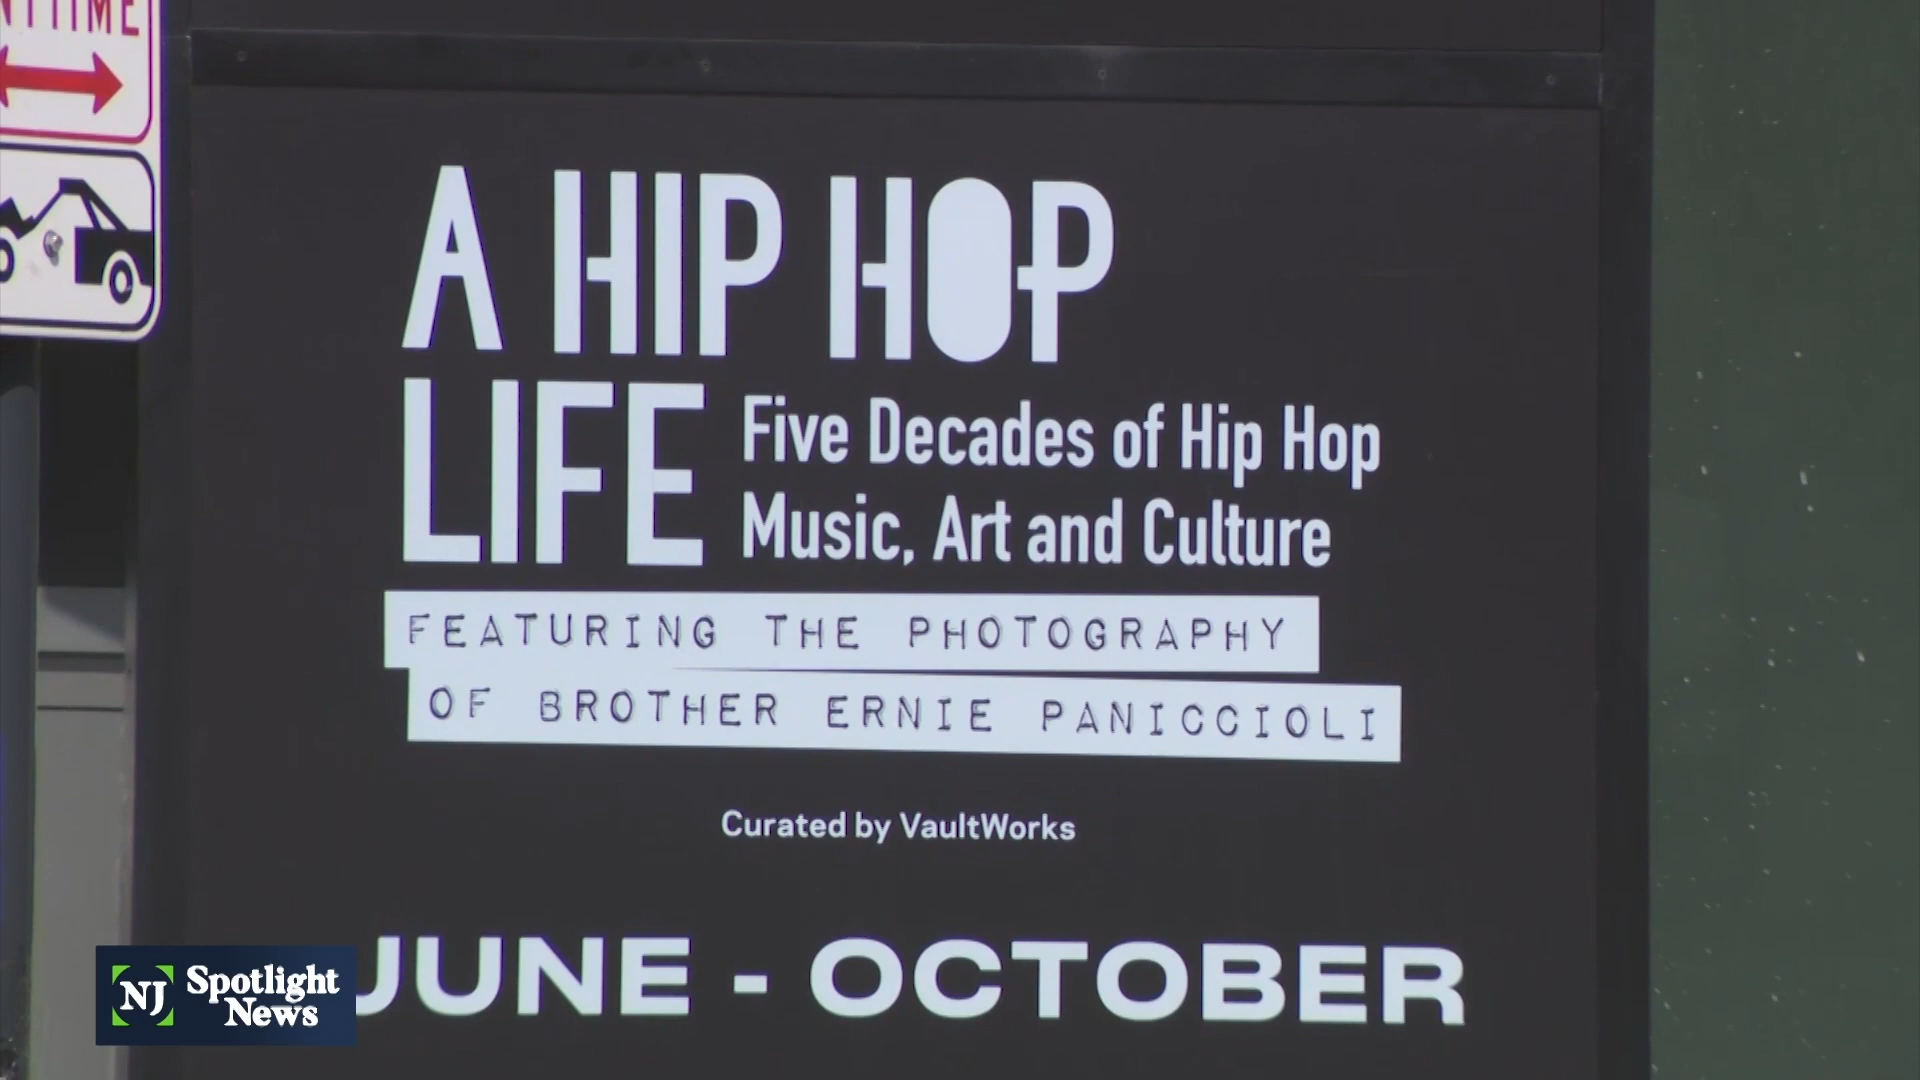 A HIP HOP
LIFE
Five Decades of Hip Hop
Music, Art and Culture
FEATURING THE PHOTOGRAPHY
OF BROTHER ERNIE PANICCIOLI
Curated by VaultWorks
JUNE - OCTOBER
NJ Spotlight
News